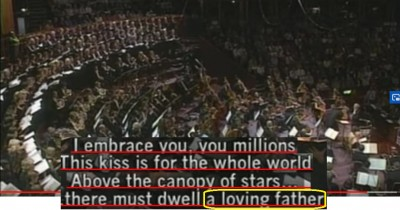 I embrace you, you millions
This kiss is for the whole world
Above the canopy of stars...
there must dwell a loving father